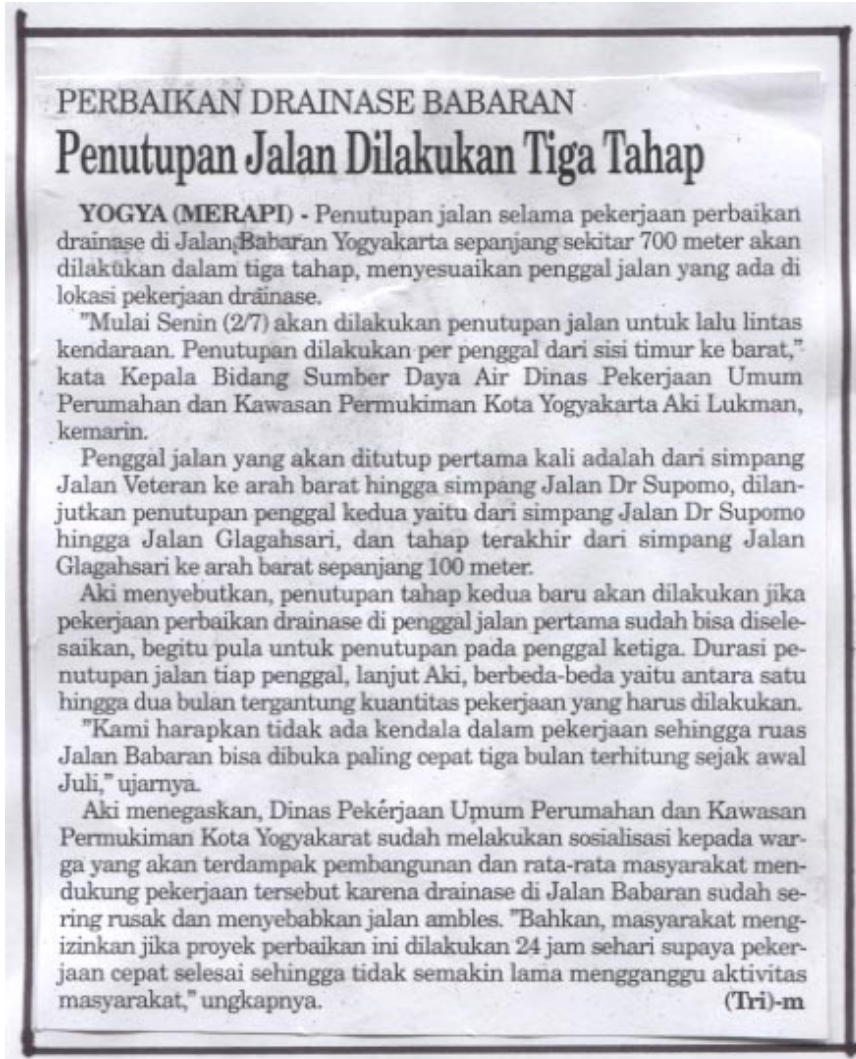 PERBAIKAN DRAINASE BABARAN
Penutupan Jalan Dilakukan Tiga Tahap
YOGYA (MERAPI) - Penutupan jalan selama pekerjaan perbaikan
drainase di Jalan Babaran Yogyakarta sepanjang sekitar 700 meter akan
dilakukan dalam tiga tahap, menyesuaikan penggal jalan yang ada di
lokasi pekerjaan drainase.
"Mulai Senin (2/7) akan dilakukan penutupan jalan untuk lalu lintas
kendaraan. Penutupan dilakukan per penggal dari sisi timur ke barat,"
kata Kepala Bidang Sumber Daya Air Dinas Pekerjaan Umum
Perumahan dan Kawasan Permukiman Kota Yogyakarta Aki Lukman,
kemarin.
Penggal jalan yang akan ditutup pertama kali adalah dari simpang
Jalan Veteran ke arah barat hingga simpang Jalan Dr Supomo, dilan-
jutkan penutupan penggal kedua yaitu dari simpang Jalan Dr Supomo
hingga Jalan Glagahsari, dan tahap terakhir dari simpang Jalan
Glagahsari ke arah barat sepanjang 100 meter.
Aki menyebutkan, penutupan tahap kedua baru akan dilakukan jika
pekerjaan perbaikan drainase di penggal jalan pertama sudah bisa disele-
saikan, begitu pula untuk penutupan pada penggal ketiga. Durasi pe-
nutupan jalan tiap penggal, lanjut Aki, berbeda-beda yaitu antara satu
hingga dua bulan tergantung kuantitas pekerjaan yang harus dilakukan.
"Kami harapkan tidak ada kendala dalam pekerjaan sehingga ruas
Jalan Babaran bisa dibuka paling cepat tiga bulan terhitung sejak awal
Juli," ujarnya.
Aki menegaskan, Dinas Pekerjaan Umum Perumahan dan Kawasan
Permukiman Kota Yogyakarat sudah melakukan sosialisasi kepada war-
ga yang akan terdampak pembangunan dan rata-rata masyarakat men-
dukung pekerjaan tersebut karena drainase di Jalan Babaran sudah se-
ring rusak dan menyebabkan jalan ambles. "Bahkan, masyarakat meng-
izinkan jika proyek perbaikan ini dilakukan 24 jam sehari supaya peker-
jaan cepat selesai sehingga tidak semakin lama mengganggu aktivitas
masyarakat," ungkapnya. (Tri)-m